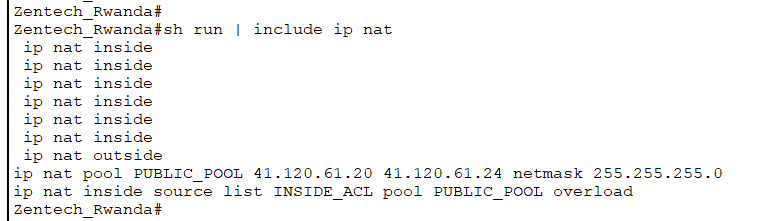 Zentech_Rwanda#
Zentech_Rwanda#sh run | include ip nat
 ip nat inside
 ip nat inside
 ip nat inside
 ip nat inside
 ip nat inside
 ip nat inside
 ip nat outside
ip nat pool PUBLIC_POOL 41.120.61.20 41.120.61.24 netmask 255.255.255.0
ip nat inside source list INSIDE_ACL pool PUBLIC_POOL overload
Zentech_Rwanda#